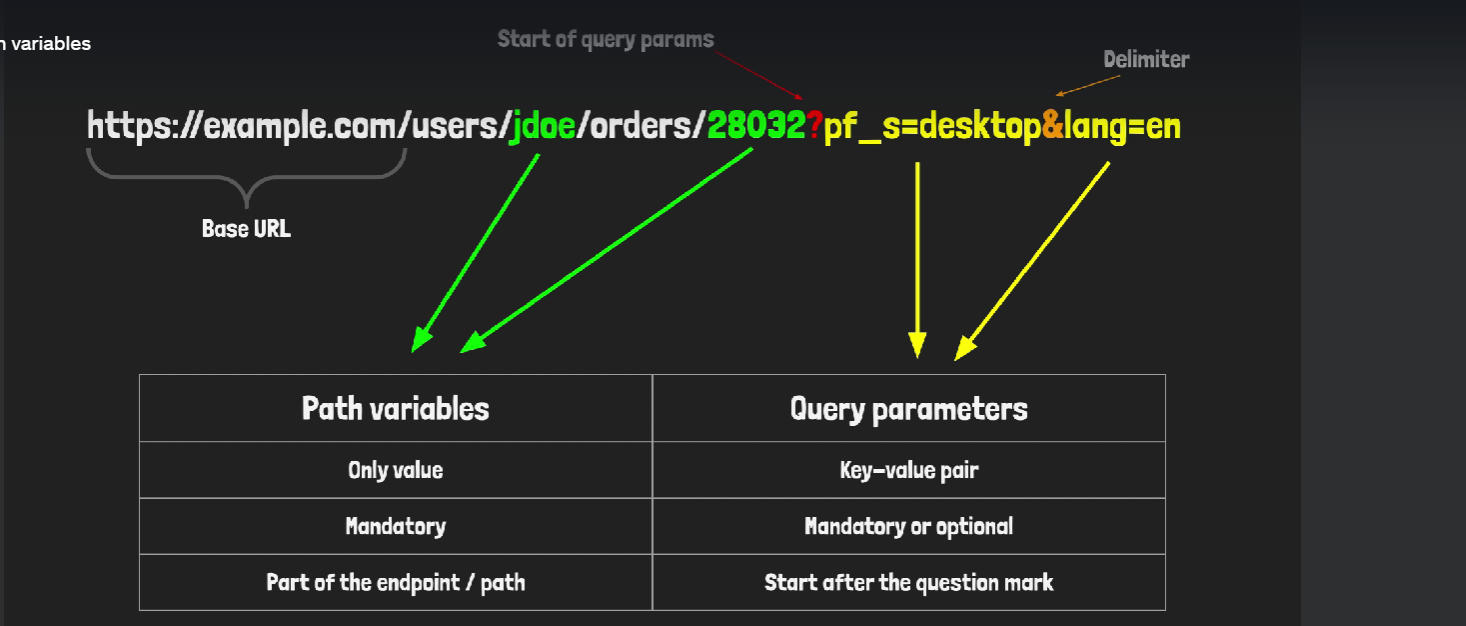 variables
Start of query params
Delimiter
https://example.com/users/jdoe/orders/28032?pf_s=desktop&lang=en
Base URL
Path variables Query parameters
Only value Key-value pair
Mandatory Mandatory or optional
Part of the endpoint / path Start after the question mark